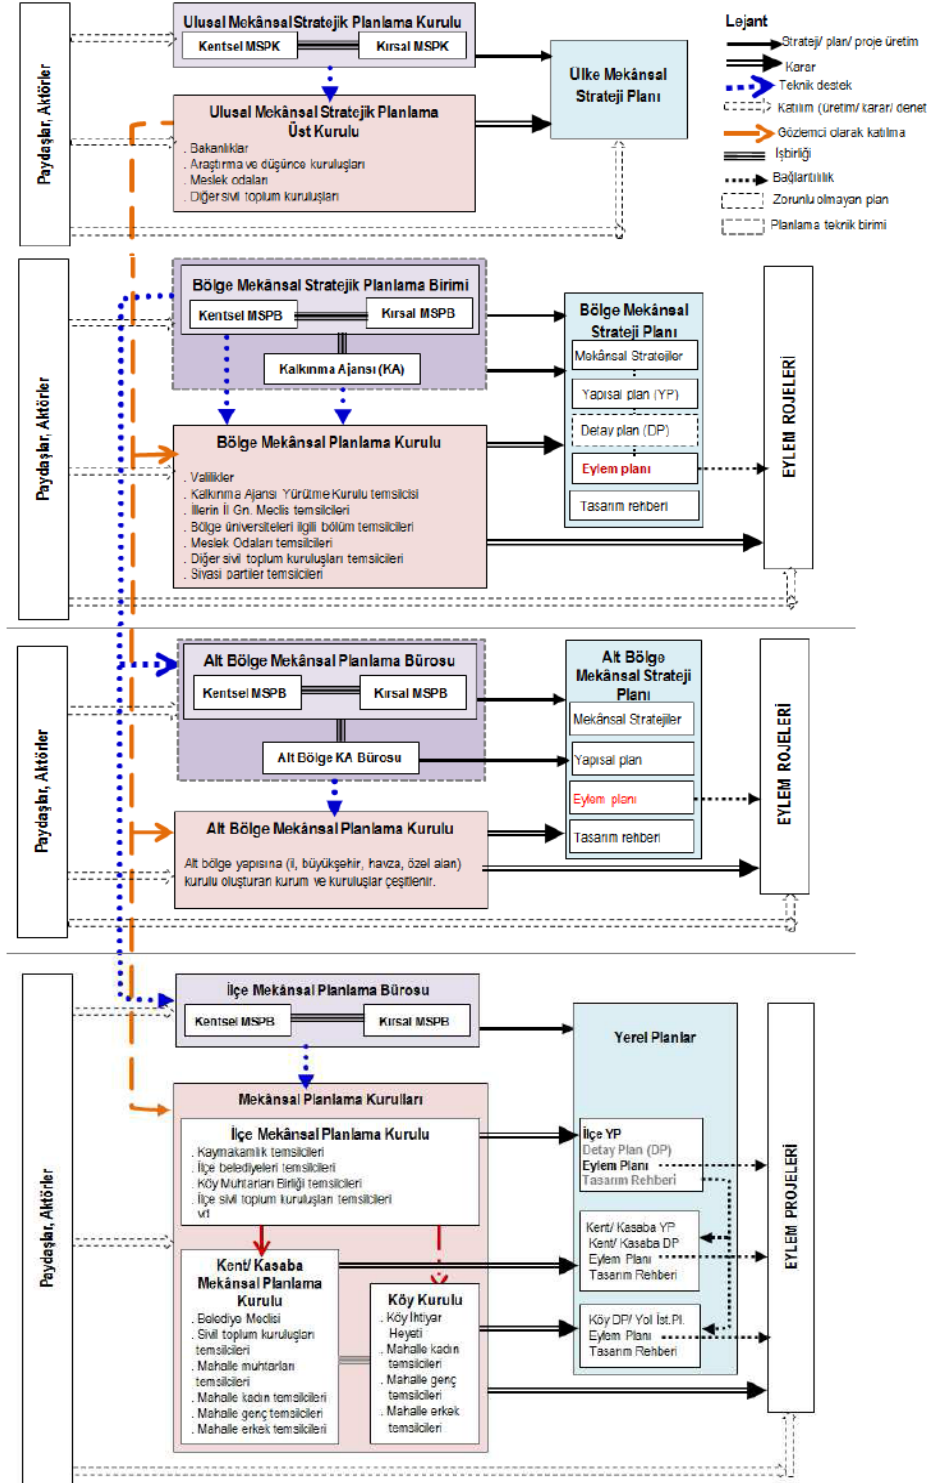 Ulusal Mekânsal Stratejik Planlama Kurulu
Kentsel MSPK
Kırsal MSPK
Paydaşlar, Aktörler
Ulusal Mekânsal Stratejik Planlama
Üst Kurulu
. Bakanlıklar
. Araştırma ve düşünce kuruluşları
. Meslek odaları
. Diğer sivil toplum kuruluşları
Ülke Mekânsal
Strateji Planı
Lejant
Strateji/ plan/ proje üretim
Karar
Teknik destek
Katılım (üretim/ karar/ denet
Gözlemci olarak katılma
İşbirliği
Bağlantılılık
Zorunlu olmayan plan
Planlama teknik birimi
Paydaşlar, Aktörler
Bölge Mekânsal Stratejik Planlama Birimi
Kentsel MSPB
Kırsal MSPB
Kalkınma Ajansı (KA)
Bölge Mekânsal Planlama Kurulu
. Valilikler
. Kalkınma Ajansı Yürütme Kurulu temsilcisi
. İllerin İl Gn. Meclis temsilcileri
. Bölge üniversiteleri ilgili bölüm temsilcileri
. Meslek Odaları temsilcileri
. Diğer sivil toplum kuruluşları temsilcileri
. Siyasi partiler temsilcileri
Bölge Mekânsal
Strateji Planı
Mekânsal Stratejiler
Yapısal plan (YP)
Detay plan (DP)
Eylem planı
Tasarım rehberi
EYLEM ROJELERİ
Paydaşlar, Aktörler
Alt Bölge Mekânsal Planlama Bürosu
Kentsel MSPB
Kırsal MSPB
Alt Bölge KA Bürosu
Alt Bölge Mekânsal Planlama Kurulu
Alt bölge yapısına (il, büyükşehir, havza, özel alan)
kurulu oluşturan kurum ve kuruluşlar çeşitlenir.
Alt Bölge
Mekânsal Strateji
Planı
Mekânsal Stratejiler
Yapısal plan
Eylem planı
Tasarım rehberi
EYLEM ROJELERİ
Paydaşlar, Aktörler
İlçe Mekânsal Planlama Bürosu
Kentsel MSPB
Kırsal MSPB
Mekânsal Planlama Kurulları
İlçe Mekânsal Planlama Kurulu
. Kaymakamlık temsilcileri
. İlçe belediyeleri temsilcileri
. Köy Muhtarları Birliği temsilcileri
. İlçe sivil toplum kuruluşları temsilcileri
vd
Kent/ Kasaba
Mekânsal Planlama
Kurulu
. Belediye Meclisi
. Sivil toplum kuruluşları
temsilcileri
. Mahalle muhtarları
temsilcileri
. Mahalle kadın temsilcileri
. Mahalle genç temsilcileri
. Mahalle erkek temsilcileri
Köy Kurulu
. Köy İhtiyar
Heyeti
. Mahalle kadın
temsilcileri
. Mahalle genç
temsilcileri
. Mahalle erkek
temsilcileri
Yerel Planlar
İlçe YP
Detay Plan (DP)
Eylem Planı
Tasarım Rehberi
Kent/ Kasaba YP
Kent/ Kasaba DP
Eylem Planı
Tasarım Rehberi
Köy DP/ Yol İst.Pl.
Eylem Planı
Tasarım Rehberi
EYLEM PROJELERİ